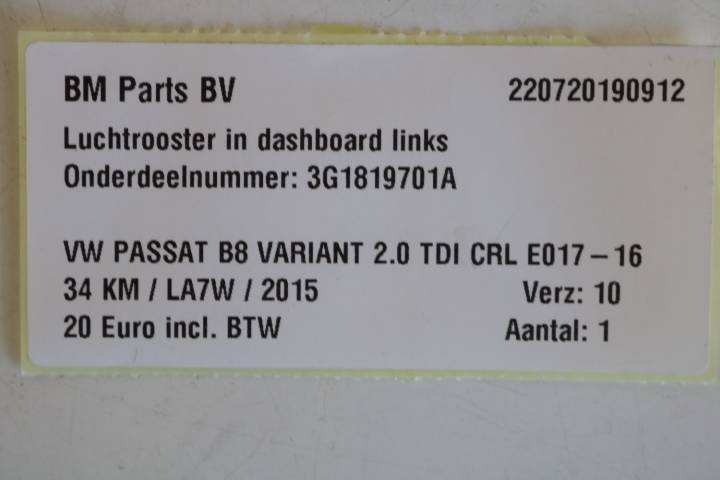 BM Parts BV 220720190912
Luchtrooster in dashboard links
Onderdeelnummer: 3G1819701A
VW PASSAT B8 VARIANT 2.0 TDI CRL E017-16
34 KM / LA7W / 2015 Verz: 10
20 Euro incl. BTW Aantal: 1